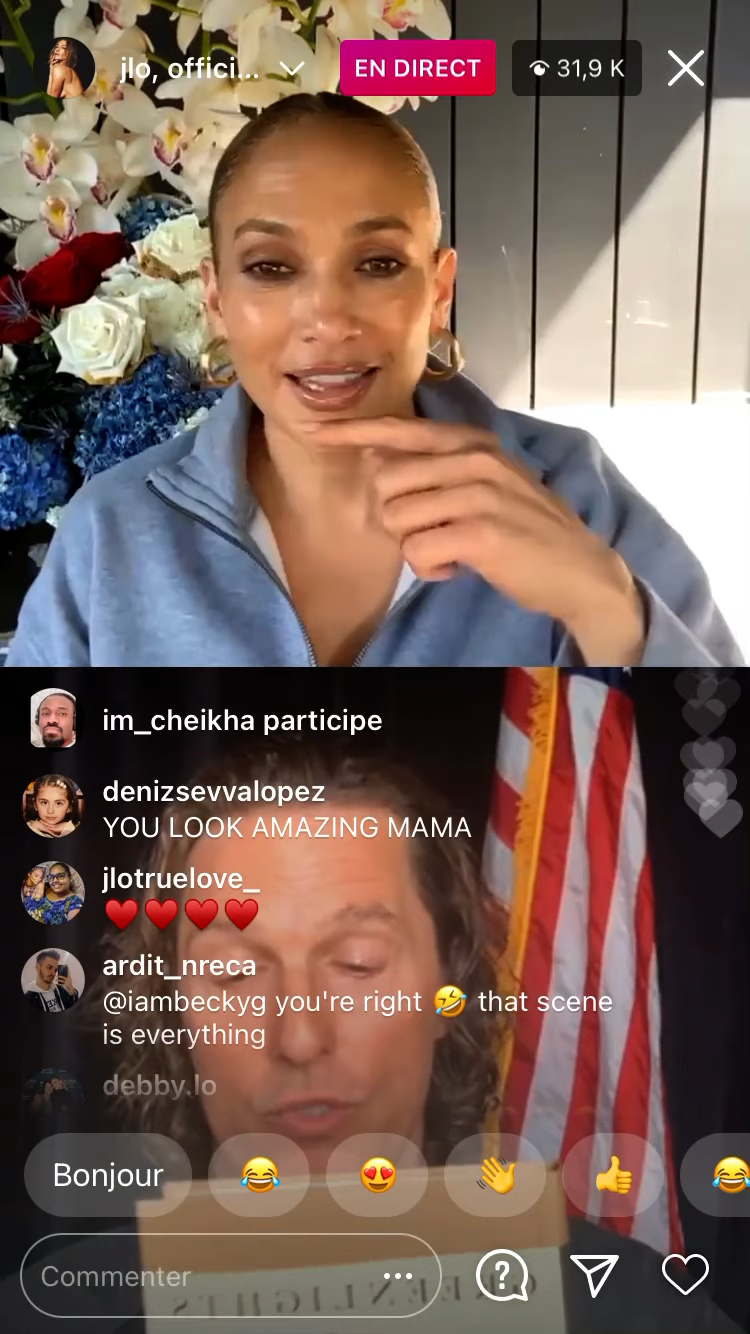 jlo, offici...
EN DIRECT
31,9 K
im_cheikha participe
denizsevvalopez
YOU LOOK AMAZING MAMA
jlotruelove_
❤️❤️❤️❤️
ardit_nreca
@iambeckyg you're right 🤣 that scene
is everything
debby.lo
Bonjour 😂 😍 👋 👍 😂
Commenter
GREENLIGHTS